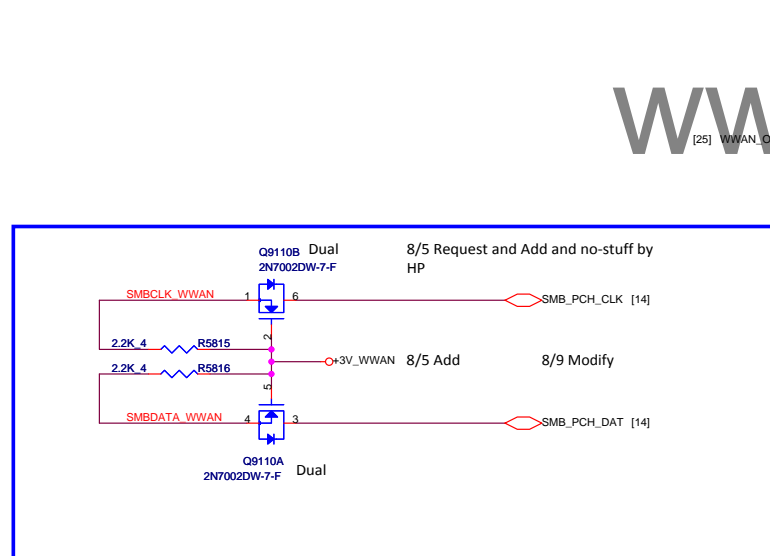 WW
[25] WWAN_O
Q9110B Dual
2N7002DW-7-F
8/5 Request and Add and no-stuff by
HP
SMBCLK_WWAN 1 6 SMB_PCH_CLK [14]
2
2.2K_4 R5815
+3V_WWAN 8/5 Add 8/9 Modify
2.2K_4 R5816
5
SMBDATA_WWAN 4 3 SMB_PCH_DAT [14]
Q9110A
2N7002DW-7-F Dual